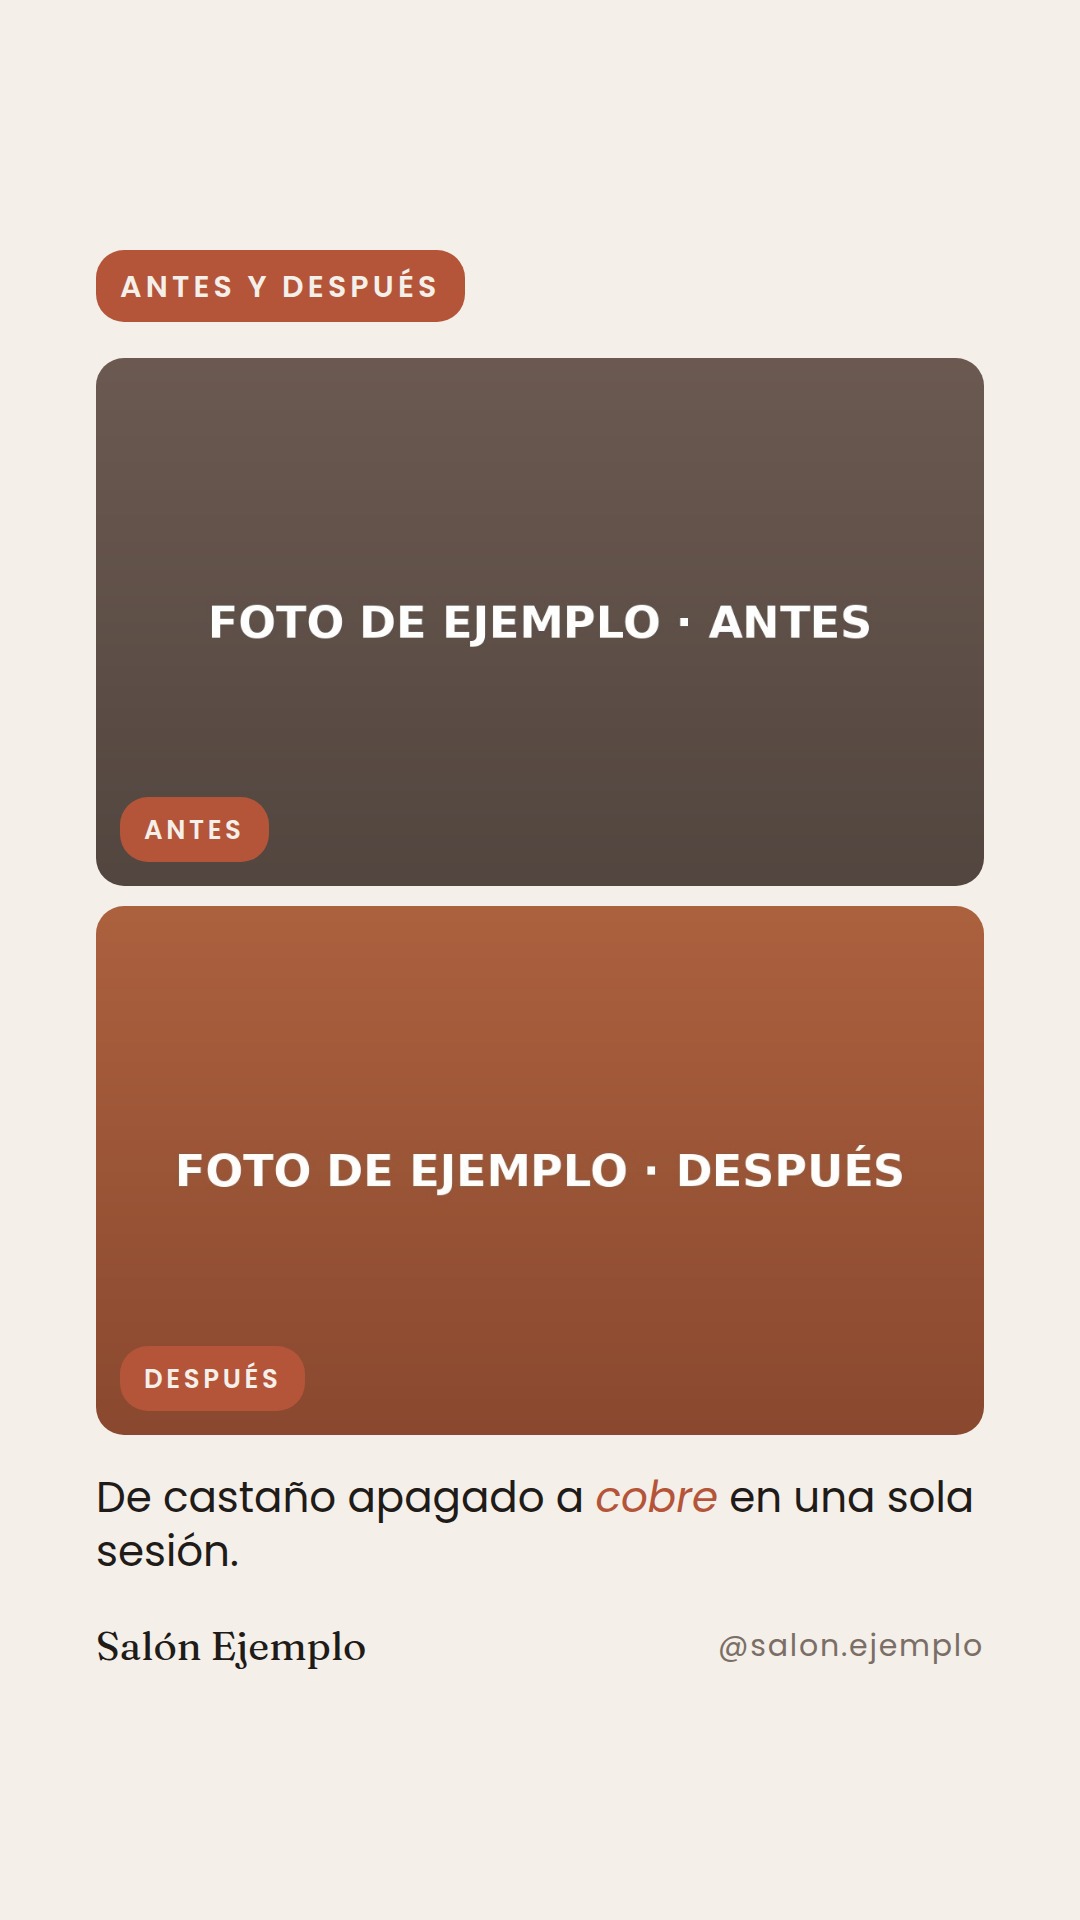 ANTES Y DESPUÉS
FOTO DE EJEMPLO · ANTES
ANTES
FOTO DE EJEMPLO · DESPUÉS
DESPUÉS
De castaño apagado a cobre en una sola
sesión.
Salón Ejemplo
@salon.ejemplo